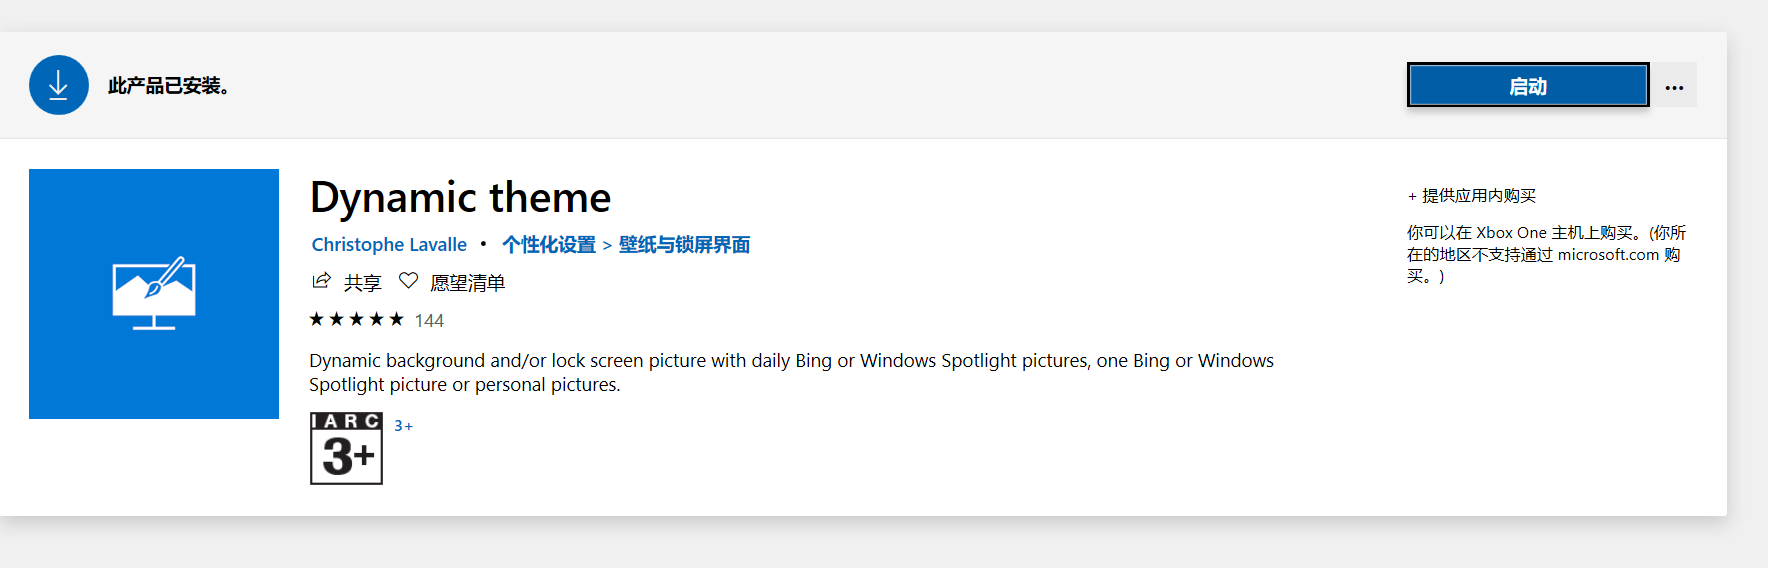 此产品已安装。
启动
...
Dynamic theme
Christophe Lavalle • 个性化设置 > 壁纸与锁屏界面
共享 愿望清单
★★★★★ 144
Dynamic background and/or lock screen picture with daily Bing or Windows Spotlight pictures, one Bing or Windows
Spotlight picture or personal pictures.
IARC
3+
3+
+ 提供应用内购买
你可以在 Xbox One 主机上购买。(你所
在的地区不支持通过 microsoft.com 购
买。)